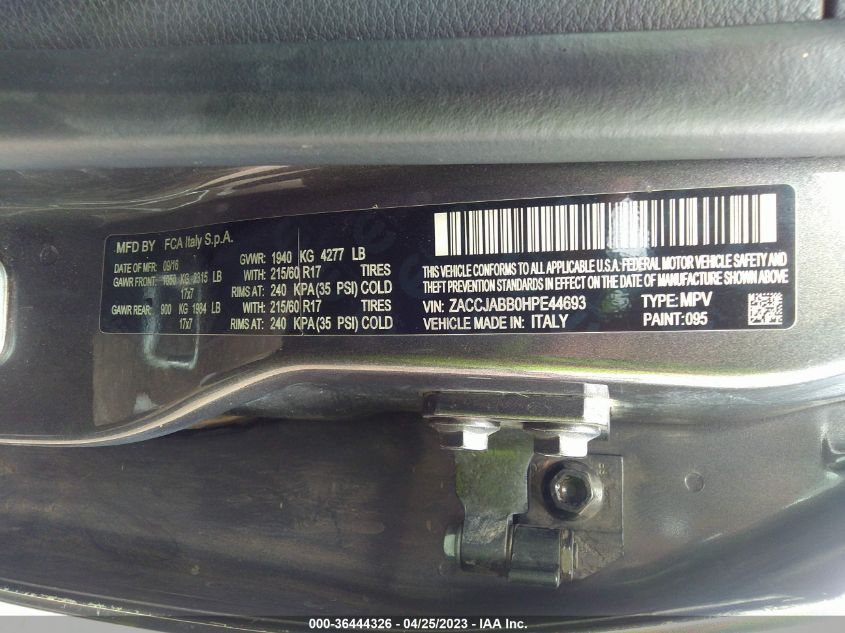 MFD BY FCA Italy S.p.A.
DATE OF MFR: 09/16 GVWR: 1940 KG 4277 LB
GAWR FRONT: 1050 KG 2315 LB WITH: 215/60 R17 TIRES
17x7 RIMS AT: 240 KPA(35 PSI) COLD
GAWR REAR: 900 KG 1984 LB WITH: 215/60 R17 TIRES
17x7 RIMS AT: 240 KPA(35 PSI) COLD
THIS VEHICLE CONFORMS TO ALL APPLICABLE U.S.A. FEDERAL MOTOR VEHICLE SAFETY AND
THEFT PREVENTION STANDARDS IN EFFECT ON THE DATE OF MANUFACTURE SHOWN ABOVE
VIN: ZACCJABB0HPE44693 TYPE: MPV
VEHICLE MADE IN: ITALY PAINT: 095
000-36444326 - 04/25/2023 - IAA Inc.